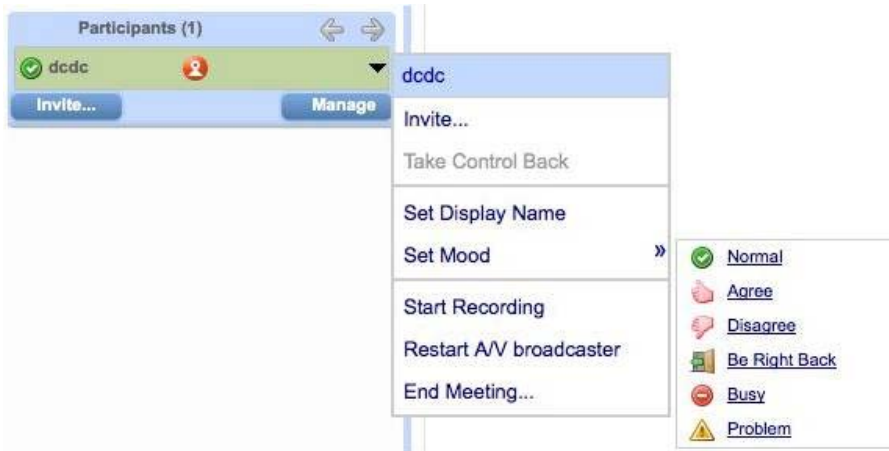 Participants (1)
dcdc
Invite...
Manage
dcdc
Invite...
Take Control Back
Set Display Name
Set Mood »
Start Recording
Restart A/V broadcaster
End Meeting...
Normal
Agree
Disagree
Be Right Back
Busy
Problem